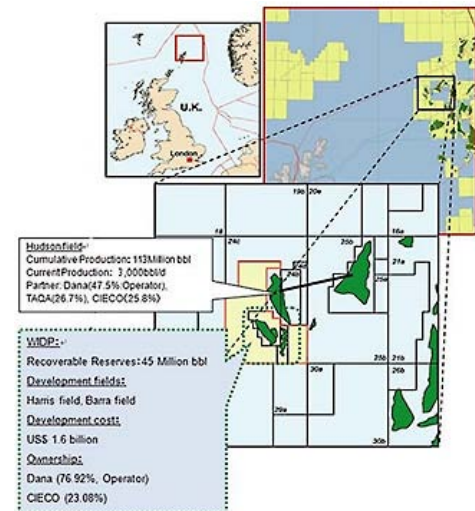 U.K.
London
19b
20e
18
24c
25b
16a
24b
21a
25a
Hudsonfield
Cumulative Production: 113Million bbl
Current Production: 3,000bbl/d
Partner: Dana(47.5%:Operator),
TAQA(26.7%), CIECO(25.8%)
WIDP:
Recoverable Reserves:45 Million bbl
Development fields:
Harris field, Barra field
Development cost:
US$ 1.6 billion
Ownership:
Dana (76.92%, Operator)
CIECO (23.08%)
25b
21b
30a
26b
29a
30b